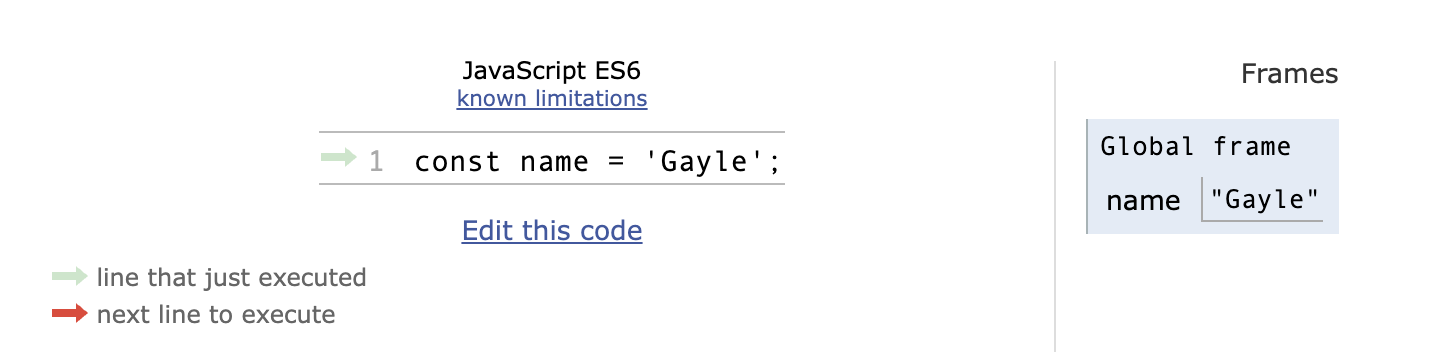 JavaScript ES6
known limitations
1 const name = 'Gayle';
Edit this code
line that just executed
next line to execute
Frames
Global frame
name "Gayle"